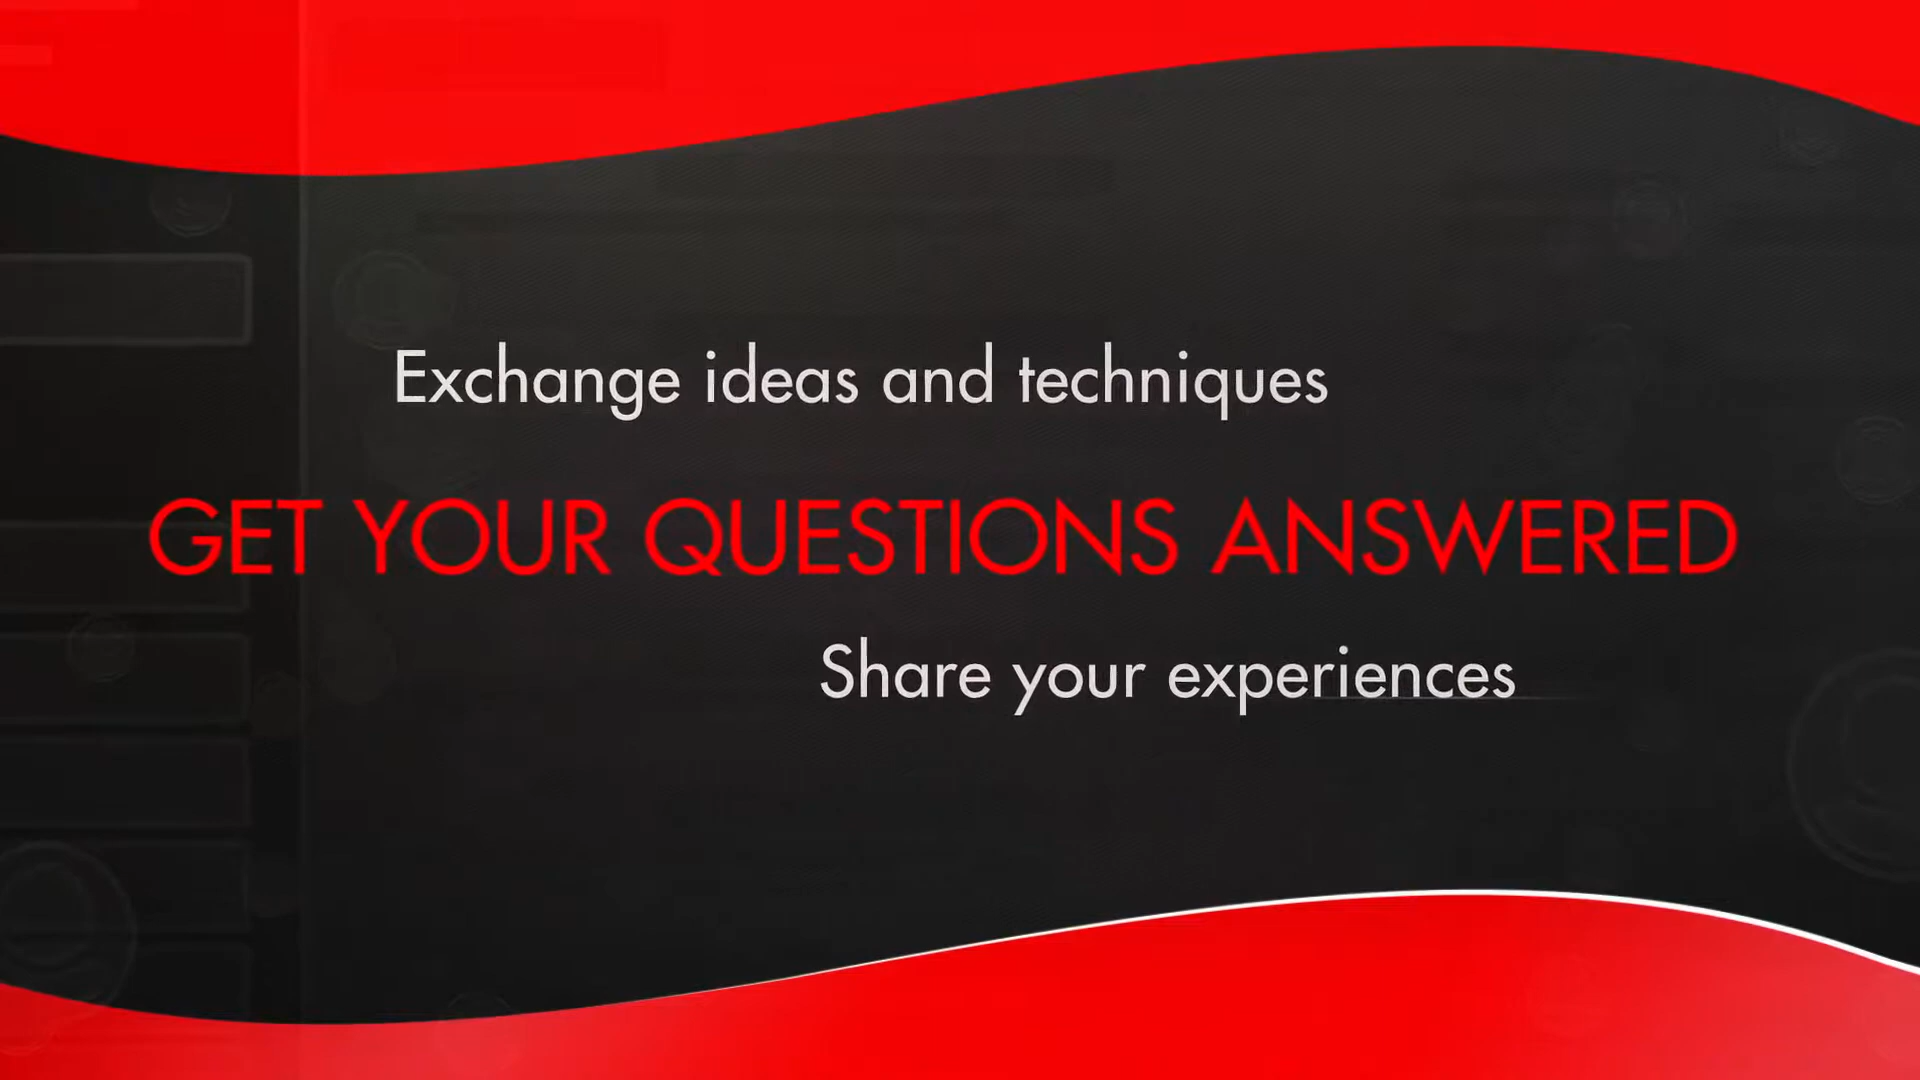 Exchange ideas and techniques
GET YOUR QUESTIONS ANSWERED
Share your experiences